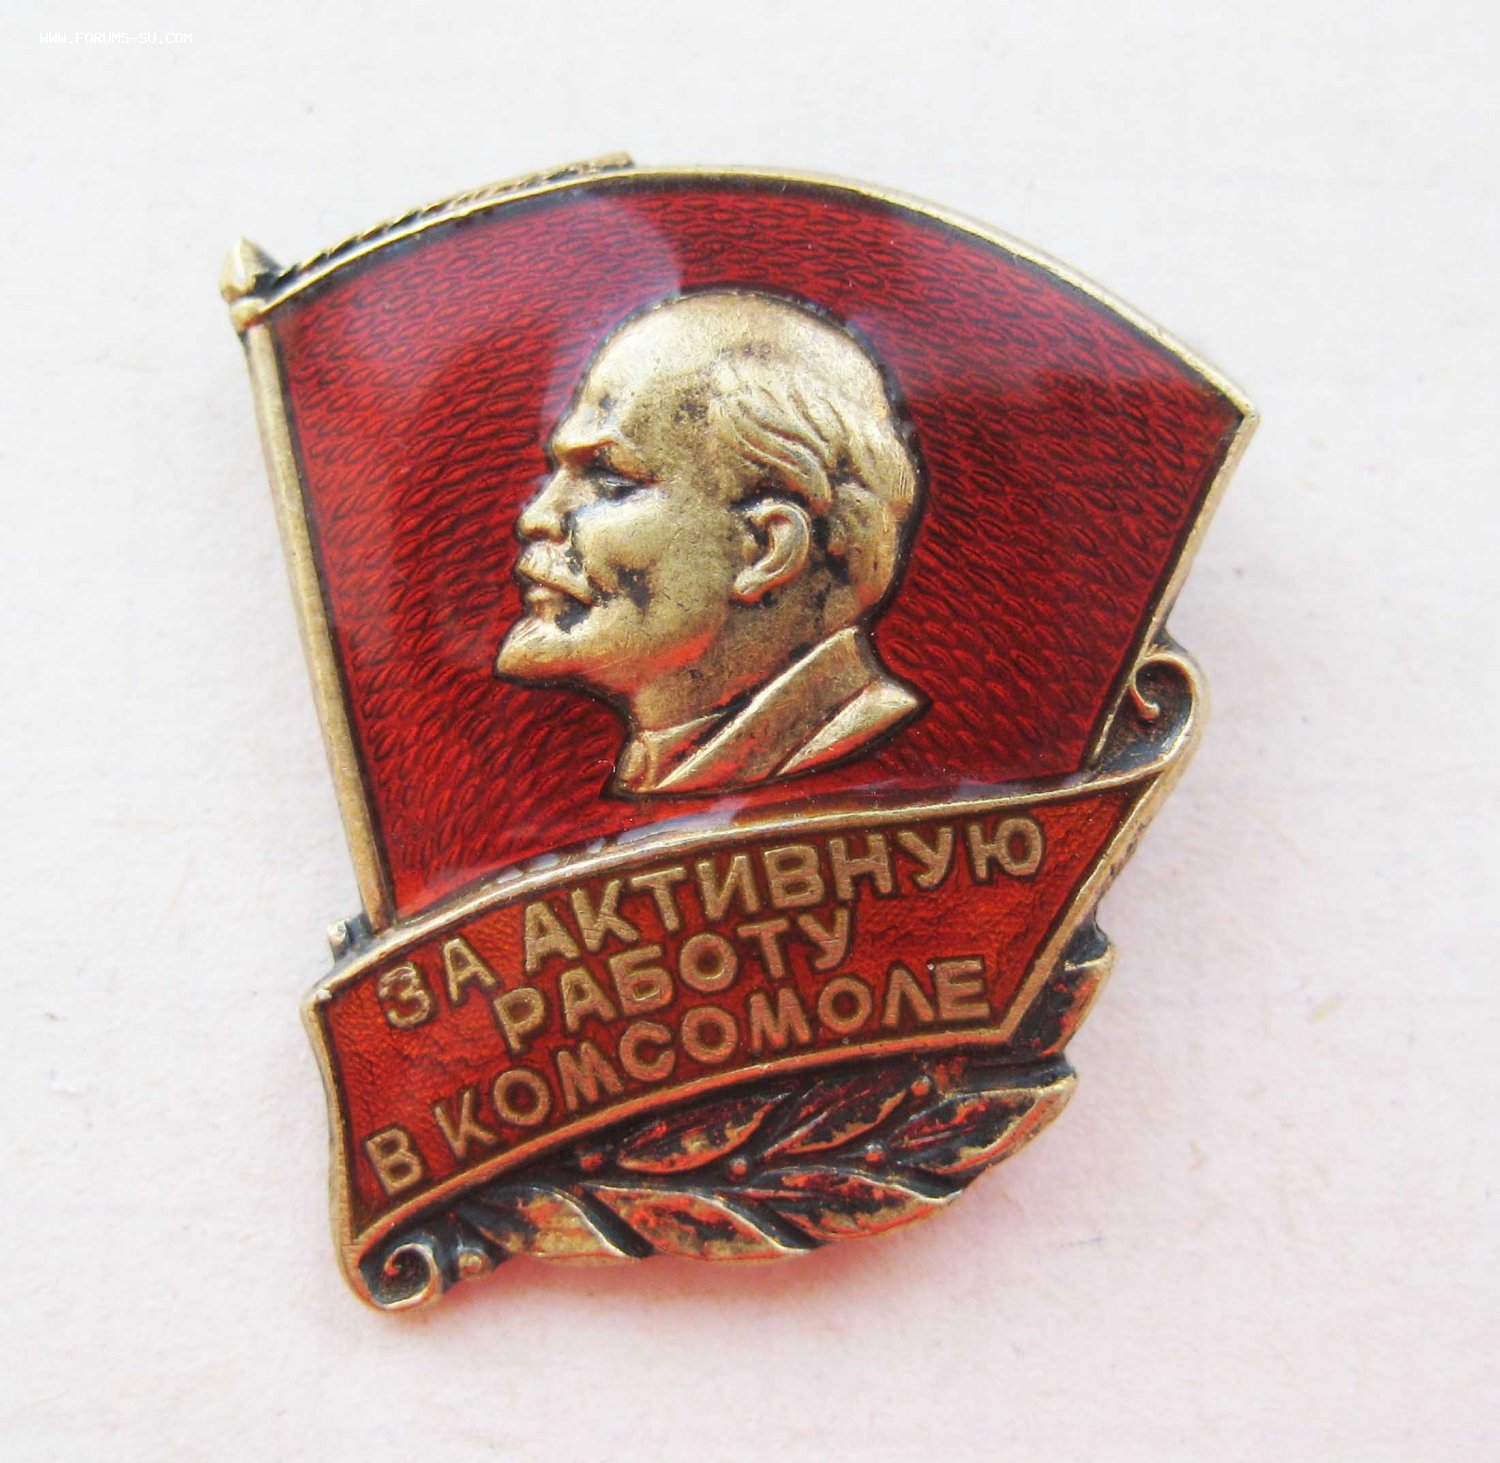 WWW.FORUMS-SU.COM
ЗА АКТИВНУЮ
РАБОТУ
В КОМСОМОЛЕ